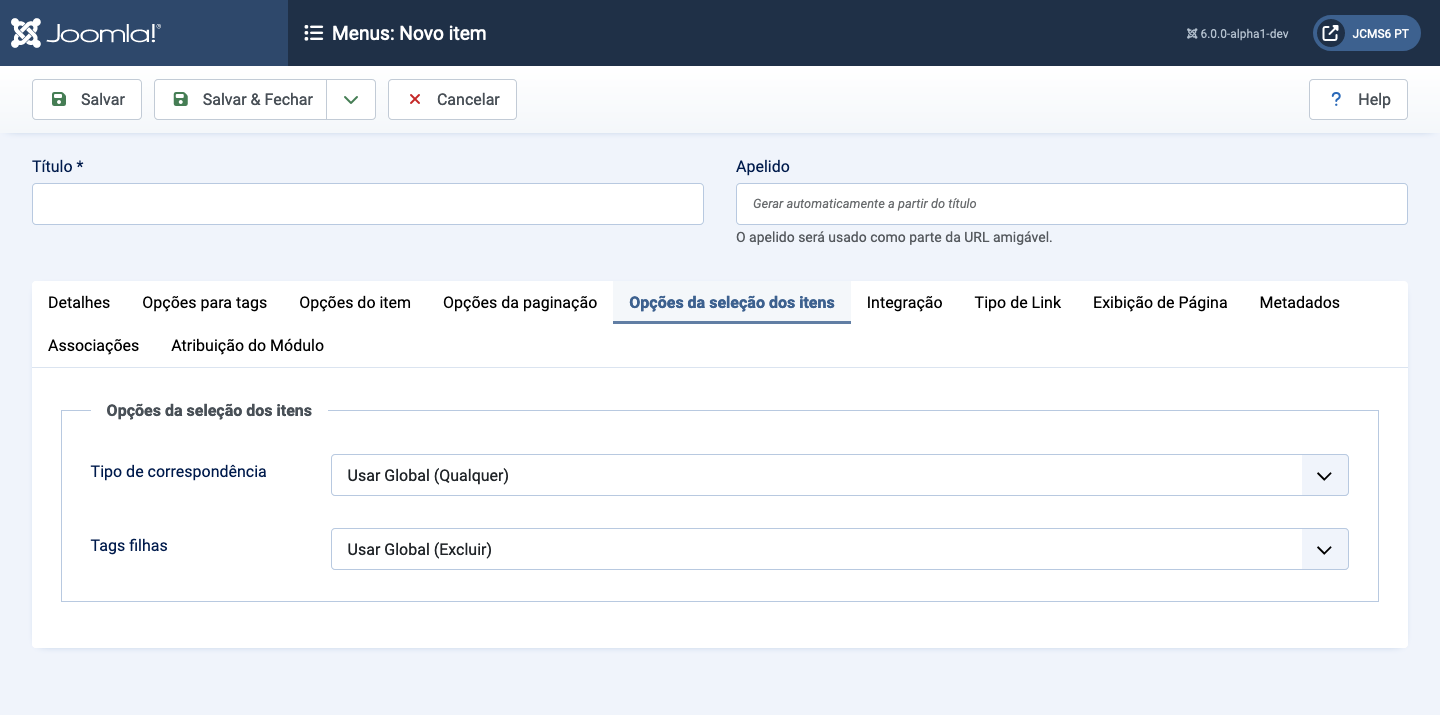 Joomla!®
Menus: Novo item
6.0.0-alpha1-dev
JCMS6 PT
Salvar
Salvar & Fechar
Cancelar
? Help
Título *
Apelido
Gerar automaticamente a partir do título
O apelido será usado como parte da URL amigável.
Detalhes Opções para tags Opções do item Opções da paginação Opções da seleção dos itens Integração Tipo de Link Exibição de Página Metadados
Associações Atribuição do Módulo
Opções da seleção dos itens
Tipo de correspondência
Usar Global (Qualquer)
Tags filhas
Usar Global (Excluir)